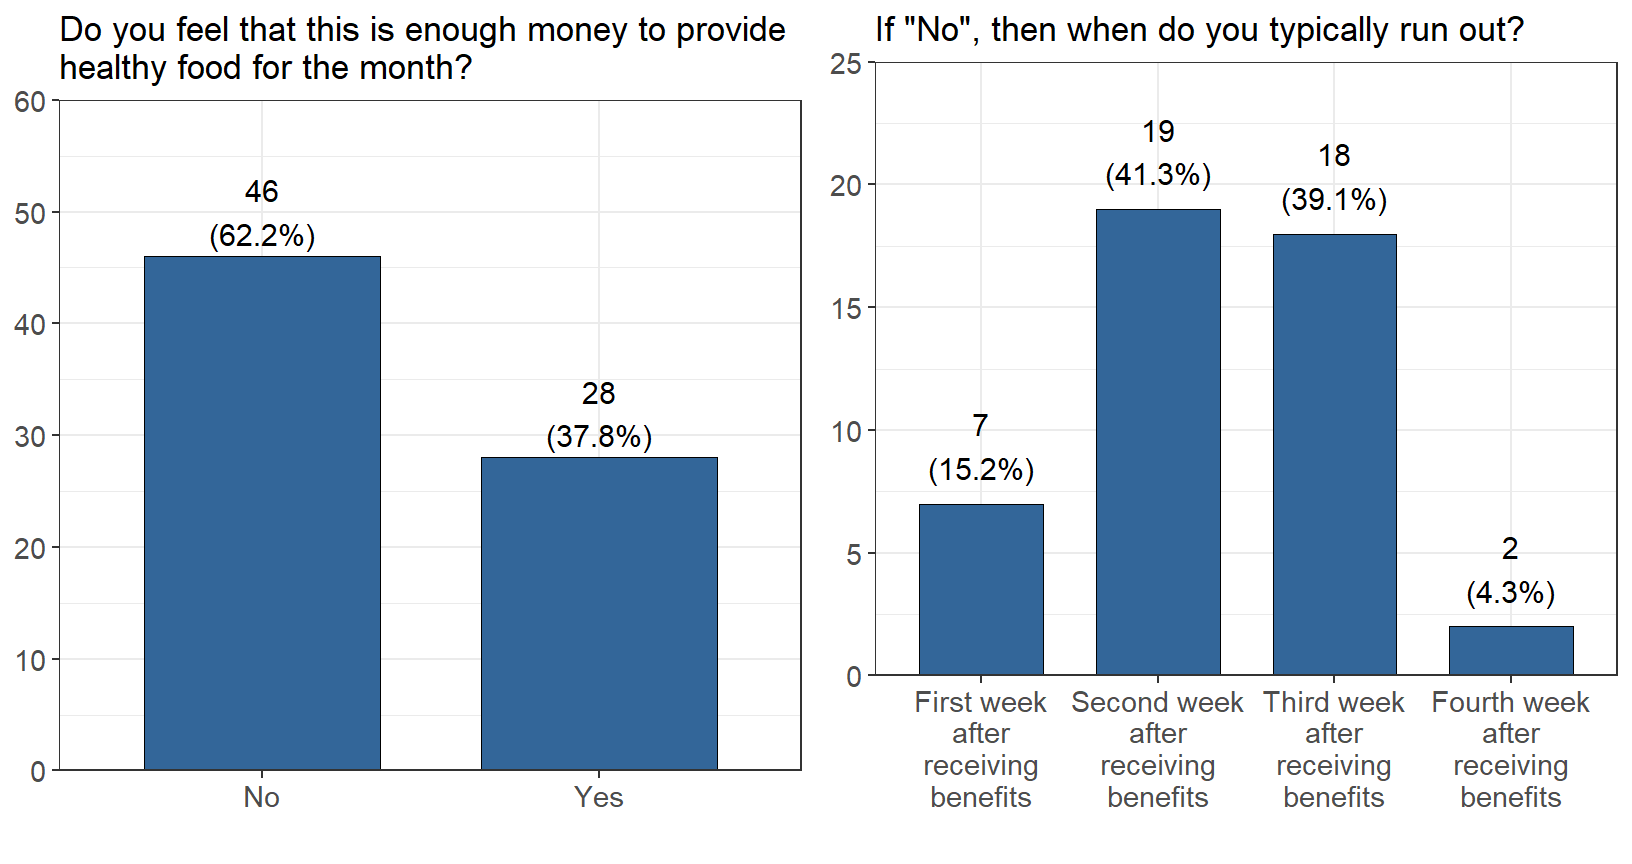 Do you feel that this is enough money to provide
healthy food for the month?
60
50
40
30
20
10
0
46
(62.2%)
28
(37.8%)
No
Yes
If "No", then when do you typically run out?
25
20
15
10
5
0
7
(15.2%)
19
(41.3%)
18
(39.1%)
2
(4.3%)
First week
after
receiving
benefits
Second week
after
receiving
benefits
Third week
after
receiving
benefits
Fourth week
after
receiving
benefits